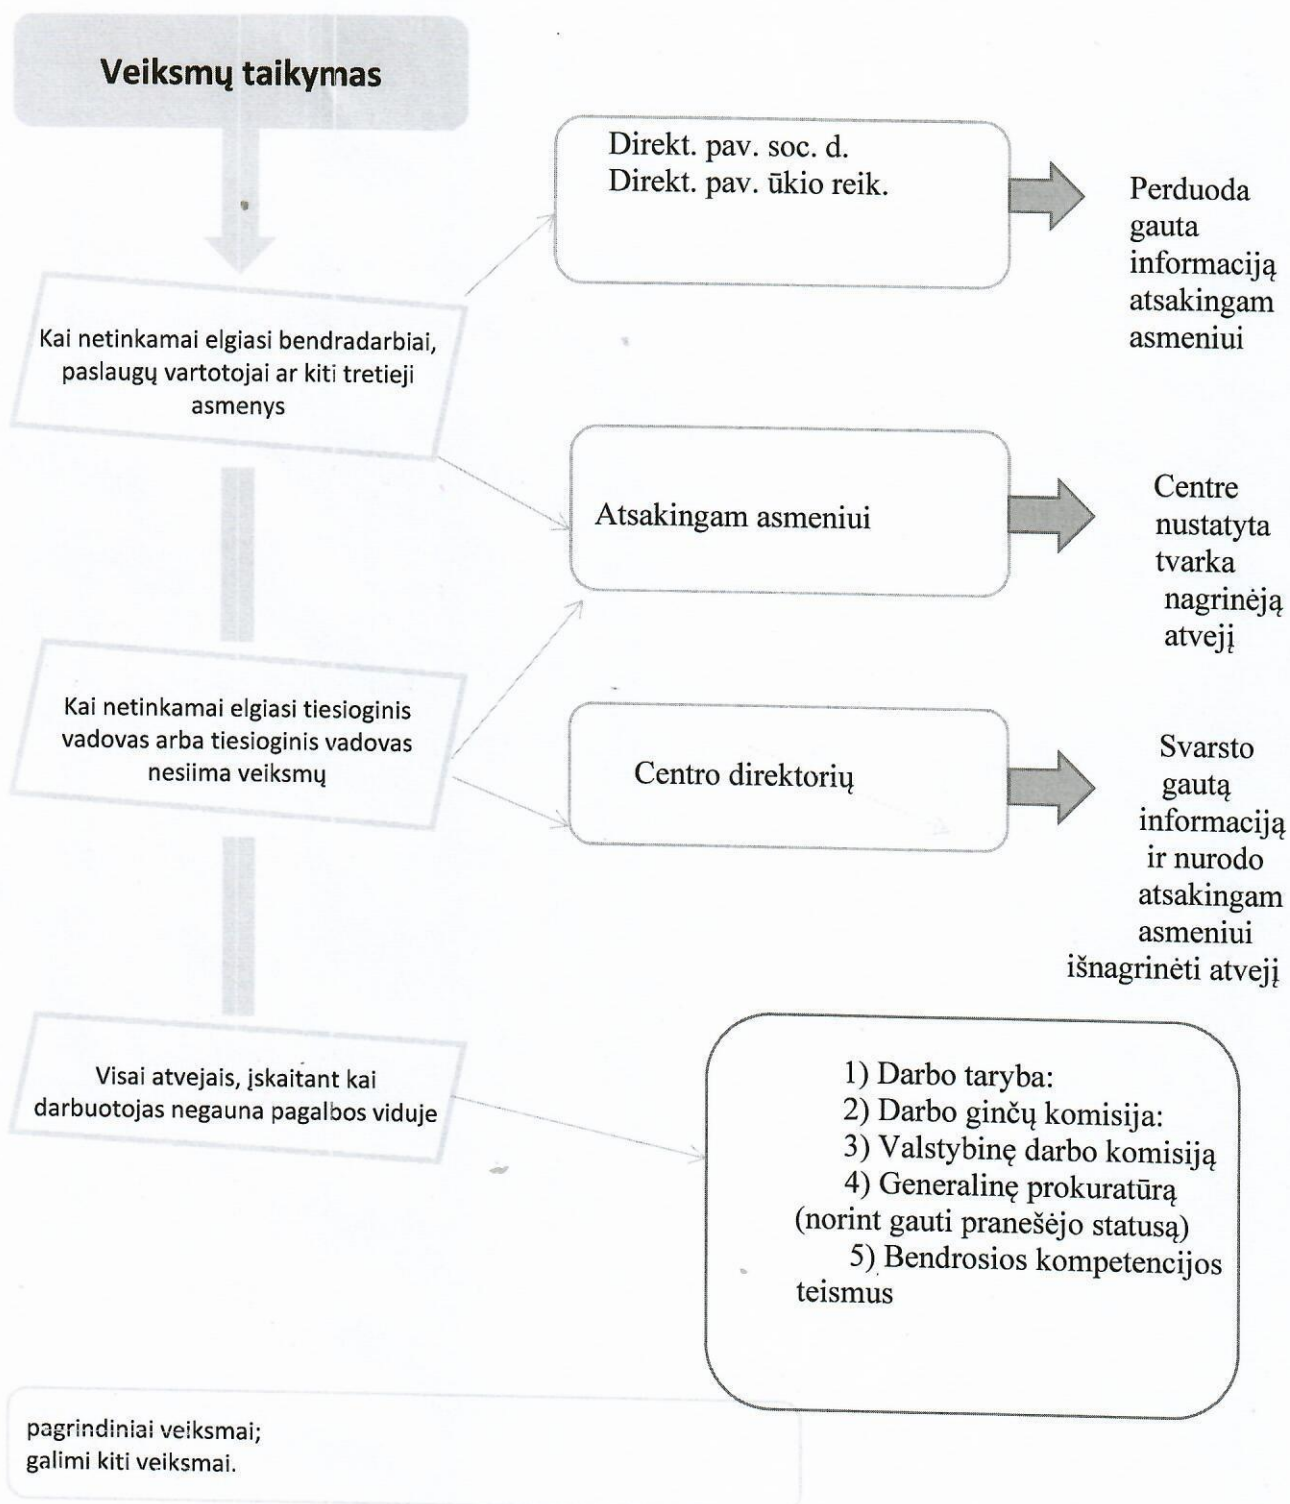 Veiksmų taikymas
Direkt. pav. soc. d.
Direkt. pav. ūkio reik.
Perduoda
gauta
informaciją
atsakingam
asmeniui
Kai netinkamai elgiasi bendradarbiai,
paslaugų vartotojai ar kiti tretieji
asmenys
Atsakingam asmeniui
Centre
nustatyta
tvarka
nagrinėją
atvejį
Kai netinkamai elgiasi tiesioginis
vadovas arba tiesioginis vadovas
nesiima veiksmų
Centro direktorių
Svarsto
gautą
informaciją
ir nurodo
atsakingam
asmeniui
išnagrinėti atvejį
Visai atvejais, įskaitant kai
darbuotojas negauna pagalbos viduje
1) Darbo taryba:
2) Darbo ginčų komisija:
3) Valstybinę darbo komisiją
4) Generalinę prokuratūrą
(norint gauti pranešėjo statusą)
5) Bendrosios kompetencijos
teismus
pagrindiniai veiksmai;
galimi kiti veiksmai.